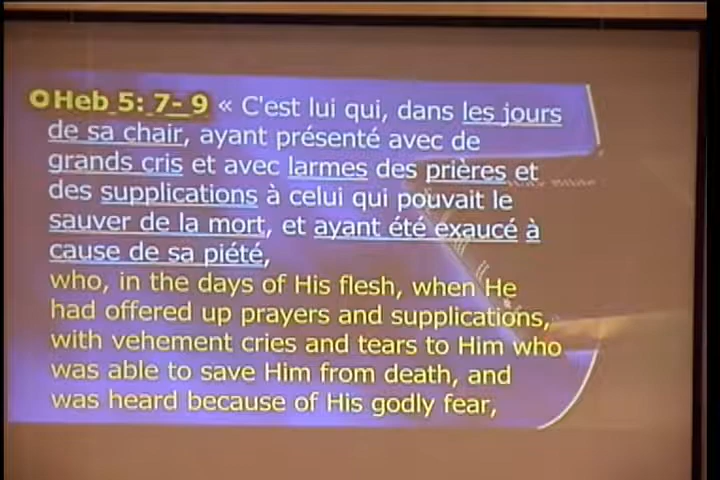 Heb 5: 7- 9 « C'est lui qui, dans les jours
de sa chair, ayant présenté avec de
grands cris et avec larmes des prières et
des supplications à celui qui pouvait le
sauver de la mort, et ayant été exaucé à
cause de sa piété,
who, in the days of His flesh, when He
had offered up prayers and supplications,
with vehement cries and tears to Him who
was able to save Him from death, and
was heard because of His godly fear,